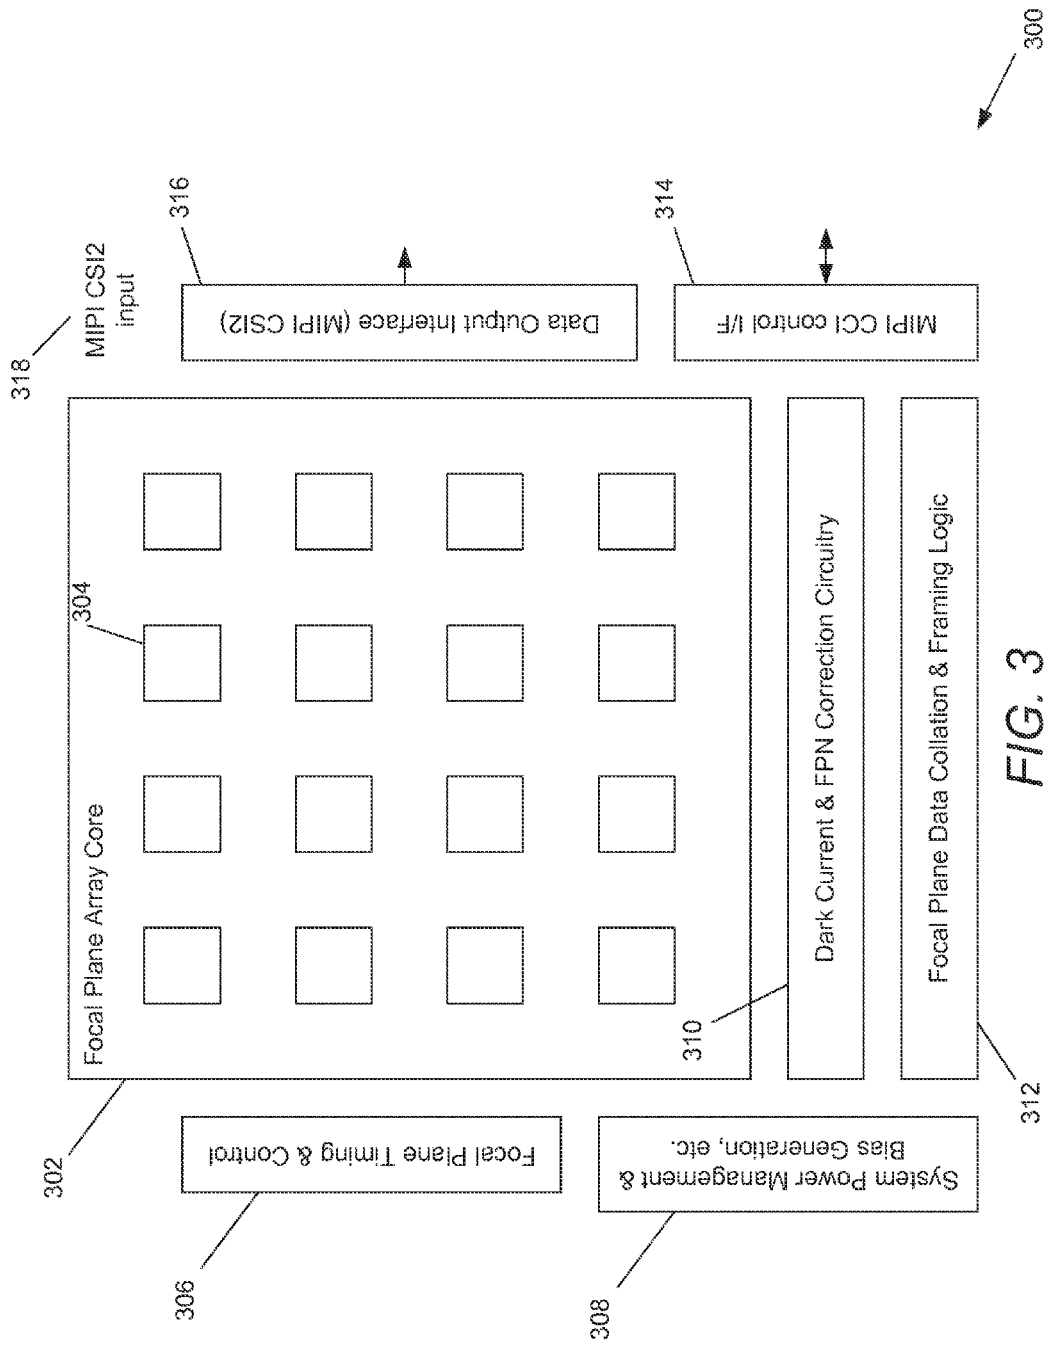 318
MIPI CSI2
input
316
314
300
Data Output Interface (MIPI CSI2)
MIPI CCI control I/F
Focal Plane Array Core
304
302
310
Dark Current & FPN Correction Circuitry
Focal Plane Data Collation & Framing Logic
312
Focal Plane Timing & Control
306
System Power Management &
Bias Generation, etc.
308
FIG. 3